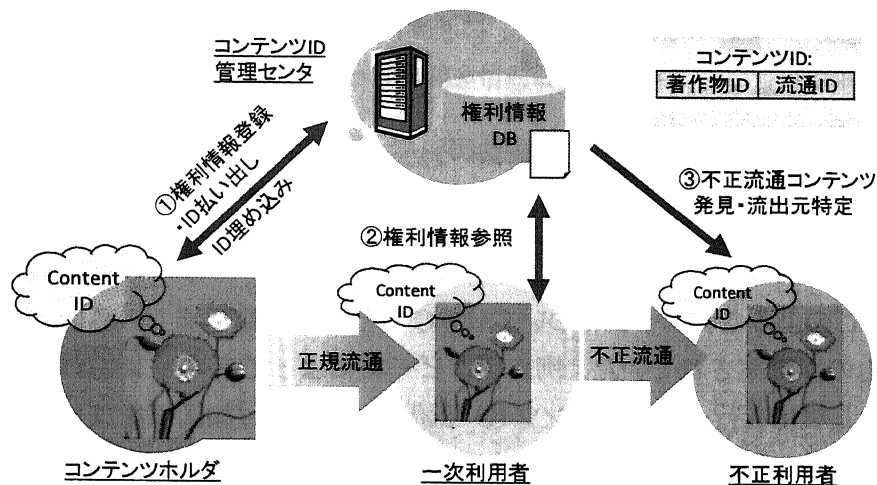 コンテンツID
管理センタ
コンテンツID:
著作物ID 流通ID
権利情報
DB
①権利情報登録
・ID払い出し
ID埋め込み
②権利情報参照
③不正流通コンテンツ
発見・流出元特定
Content
ID
Content
ID
Content
ID
正規流通
不正流通
コンテンツホルダ
一次利用者
不正利用者